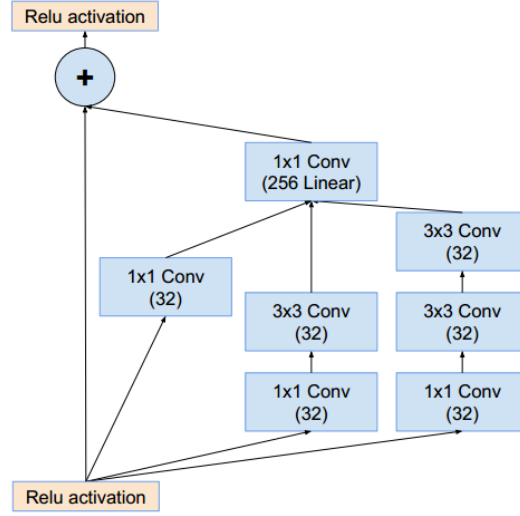 Relu activation
+
1x1 Conv
(256 Linear)
3x3 Conv
(32)
1x1 Conv
(32)
3x3 Conv
(32)
3x3 Conv
(32)
1x1 Conv
(32)
1x1 Conv
(32)
Relu activation